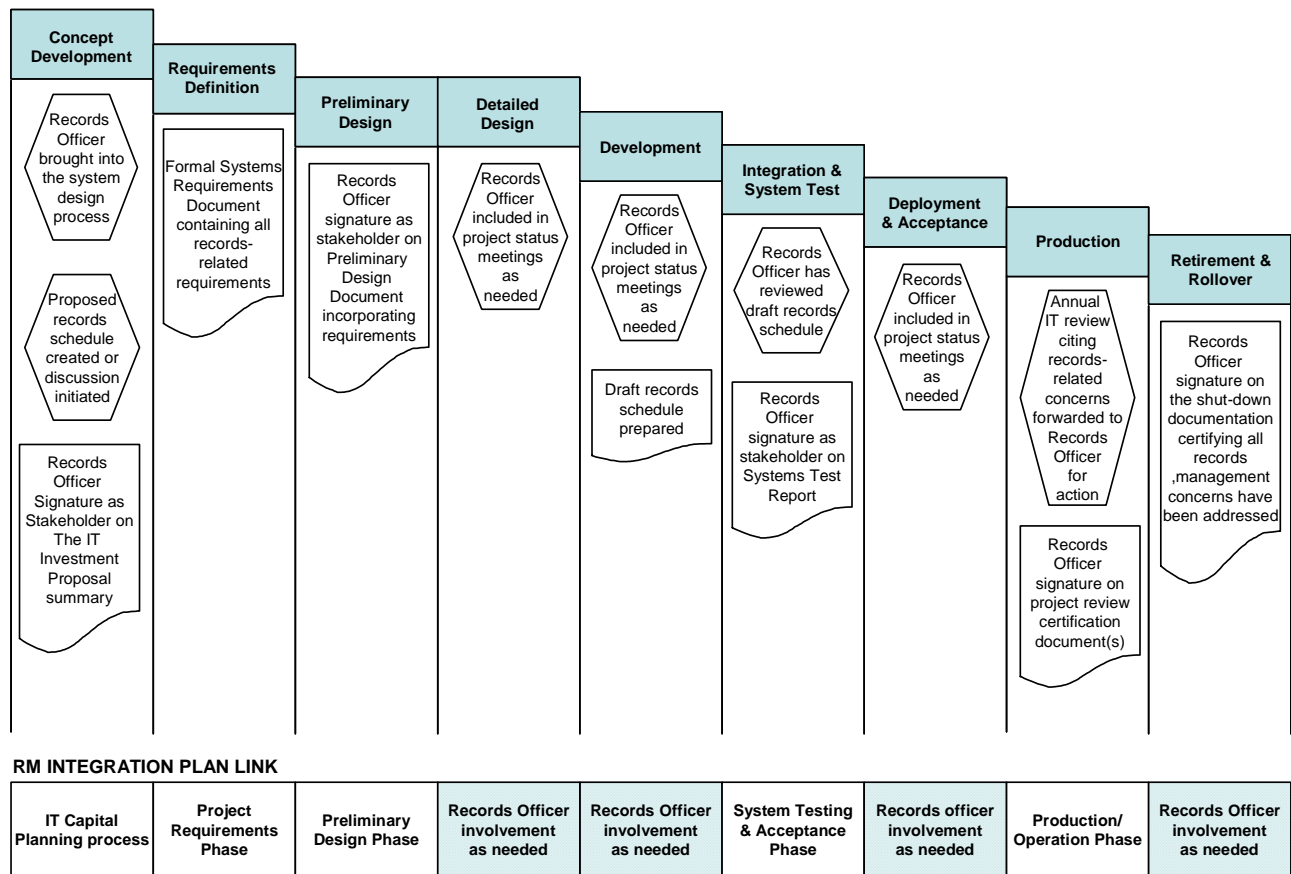 Concept
Development
Records
Officer
brought into
the system
design
process
Proposed
records
schedule
created or
discussion
initiated
Records
Officer
Signature as
Stakeholder on
The IT
Investment
Proposal
summary
Requirements
Definition
Formal Systems
Requirements
Document
containing all
records-
related
requirements
Preliminary
Design
Records
Officer
signature as
stakeholder on
Preliminary
Design
Document
incorporating
requirements
Detailed
Design
Records
Officer
included in
project status
meetings
as
needed
Development
Records
Officer
included in
project status
meetings
as
needed
Draft records
schedule
prepared
Integration &
System Test
Records
Officer has
reviewed
draft records
schedule
Records
Officer
signature as
stakeholder on
Systems Test
Report
Deployment
& Acceptance
Records
Officer
included in
project status
meetings
as
needed
Production
Annual
IT review
citing
records-
related
concerns
forwarded to
Records
Officer
for
action
Records
Officer
signature on
project review
certification
document(s)
Retirement &
Rollover
Records
Officer
signature on
the shut-down
documentation
certifying all
records
,management
concerns have
been addressed
RM INTEGRATION PLAN LINK
IT Capital
Planning process
Project
Requirements
Phase
Preliminary
Design Phase
Records Officer
involvement
as needed
Records Officer
involvement
as needed
System Testing
& Acceptance
Phase
Records officer
involvement
as needed
Production/
Operation Phase
Records Officer
involvement
as needed